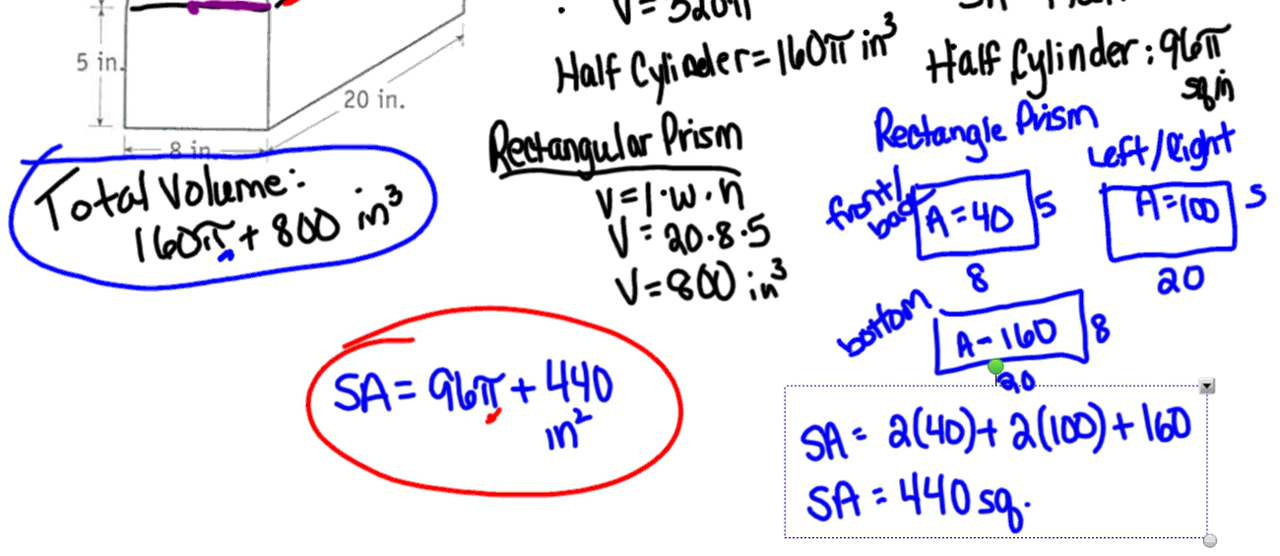 5 in.
20 in.
8 in.
Total Volume:
160π + 800 in³
V = 320π
Half Cylinder = 160π in³
Rectangular Prism
V = l·w·h
V = 20·8·5
V = 800 in³
SA = 96π + 440
in²
Half Cylinder: 96π
sq in
Rectangle Prism
front/
back
A = 40
5
8
Left/Right
A = 100
5
20
bottom
A - 160
8
20
SA = 2(40) + 2(100) + 160
SA = 440 sq.